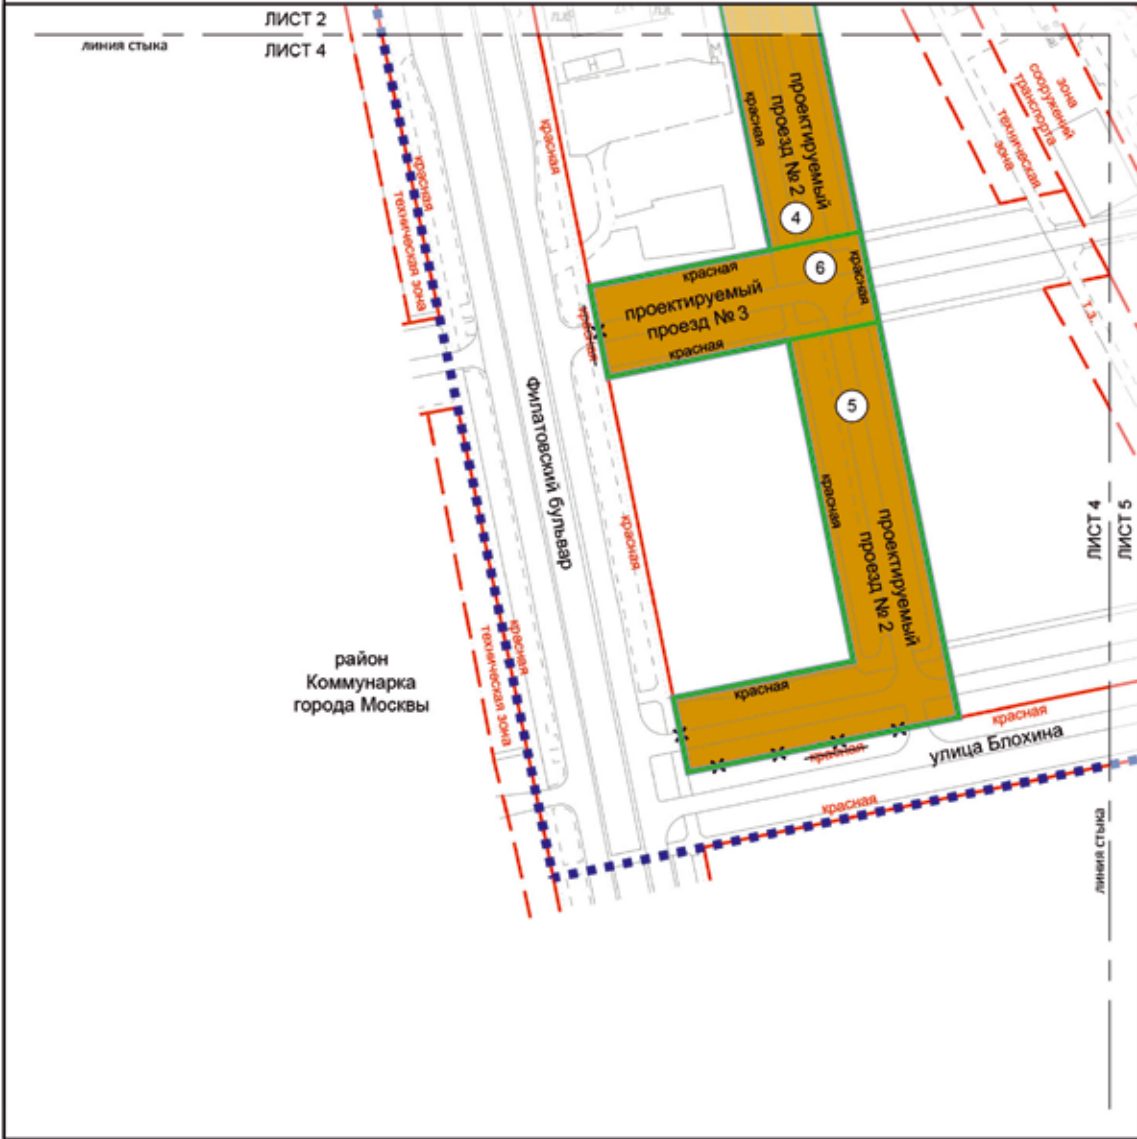 ЛИСТ 2
линия стыка
ЛИСТ 4
Н
М
красная
проектируемый
проезд № 2
4
красная
зона
сооружений
транспорта
техническая
зона
красная
техническая зона
красная
6
красная
проектируемый
проезд № 3
красная
красная
т.з.
5
Филатовский бульвар
красная
красная
проектируемый
проезд № 2
ЛИСТ 4
ЛИСТ 5
район
Коммунарка
города Москвы
красная
техническая зона
красная
красная
красная
улица Блохина
красная
линия стыка